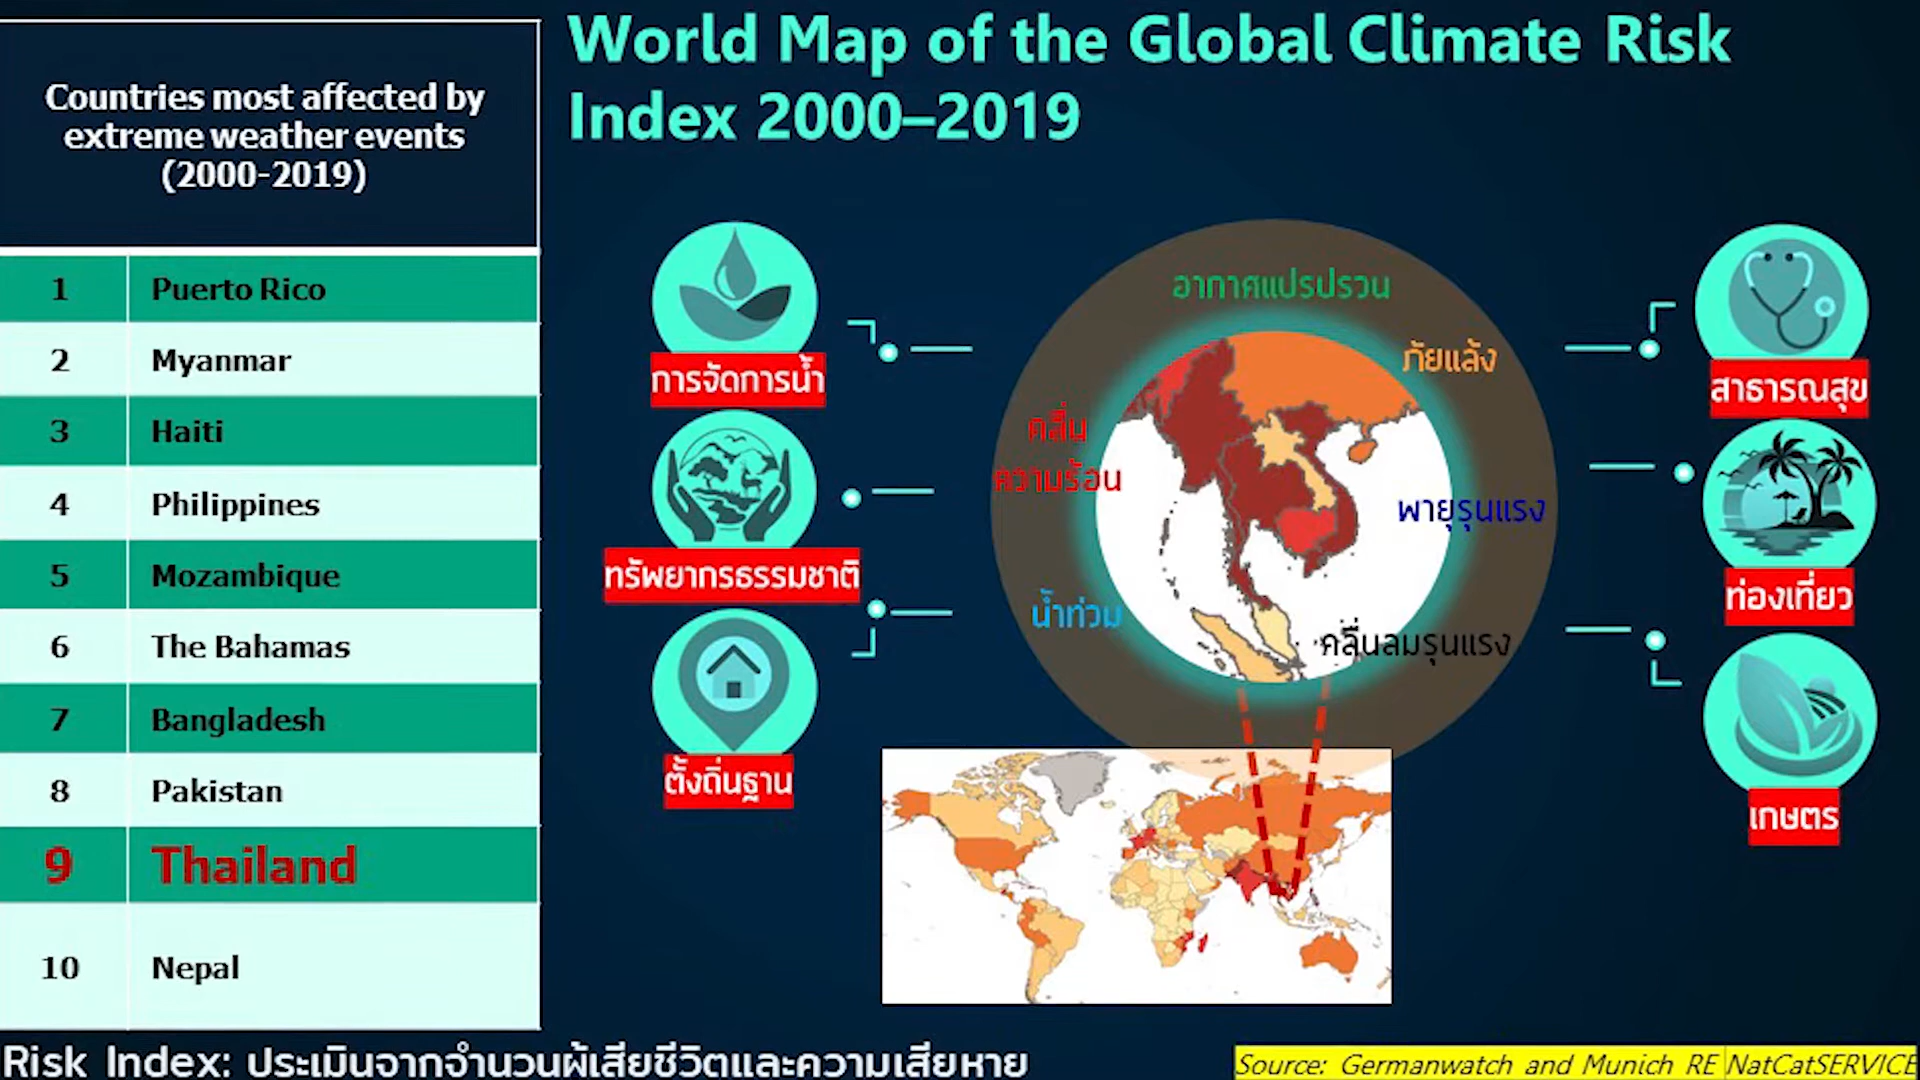 World Map of the Global Climate Risk
Index 2000–2019
Countries most affected by
extreme weather events
(2000-2019)
1 Puerto Rico
2 Myanmar
3 Haiti
4 Philippines
5 Mozambique
6 The Bahamas
7 Bangladesh
8 Pakistan
9 Thailand
10 Nepal
การจัดการน้ำ
ทรัพยากรธรรมชาติ
ตั้งถิ่นฐาน
อากาศแปรปรวน
ภัยแล้ง
คลื่น
ความร้อน
พายุรุนแรง
น้ำท่วม
คลื่นลมรุนแรง
สาธารณสุข
ท่องเที่ยว
เกษตร
Risk Index: ประเมินจากจำนวนผู้เสียชีวิตและความเสียหาย
Source: Germanwatch and Munich RE NatCatSERVICE